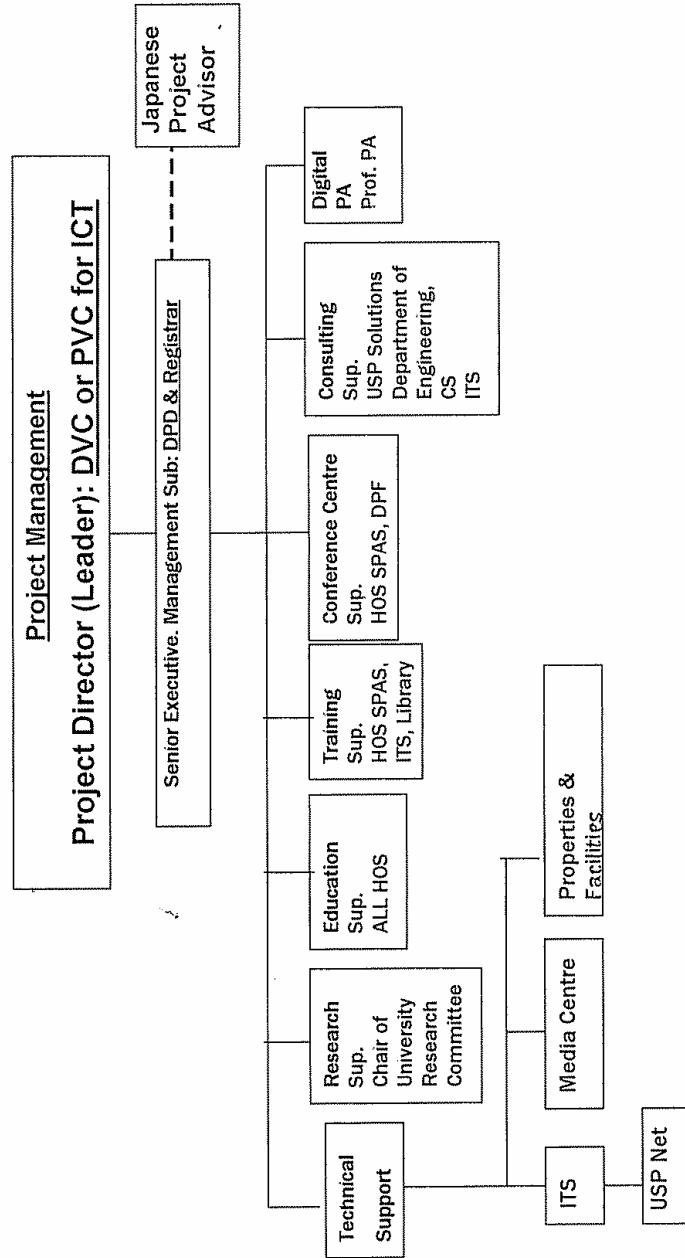 Project Management
Project Director (Leader): DVC or PVC for ICT
Senior Executive. Management Sub: DPD & Registrar
Japanese
Project
Advisor
Technical
Support
Research
Sup.
Chair of
University
Research
Committee
Education
Sup.
ALL HOS
Training
Sup.
HOS SPAS,
ITS, Library
Conference Centre
Sup.
HOS SPAS, DPF
Consulting
Sup.
USP Solutions
Department of
Engineering,
CS
ITS
Digital
PA
Prof. PA
ITS
Media Centre
Properties &
Facilities
USP Net